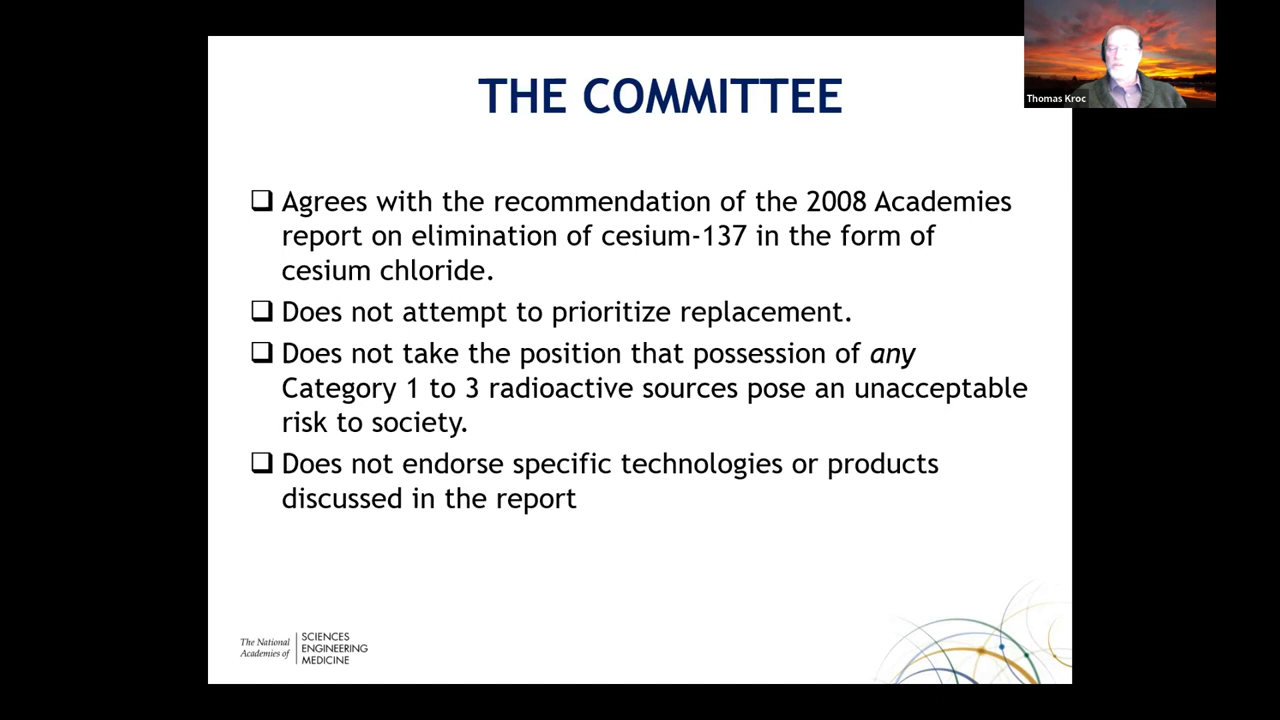 THE COMMITTEE
Thomas Kroc
❑ Agrees with the recommendation of the 2008 Academies
report on elimination of cesium-137 in the form of
cesium chloride.
❑ Does not attempt to prioritize replacement.
❑ Does not take the position that possession of any
Category 1 to 3 radioactive sources pose an unacceptable
risk to society.
❑ Does not endorse specific technologies or products
discussed in the report
The National
Academies of
SCIENCES
ENGINEERING
MEDICINE